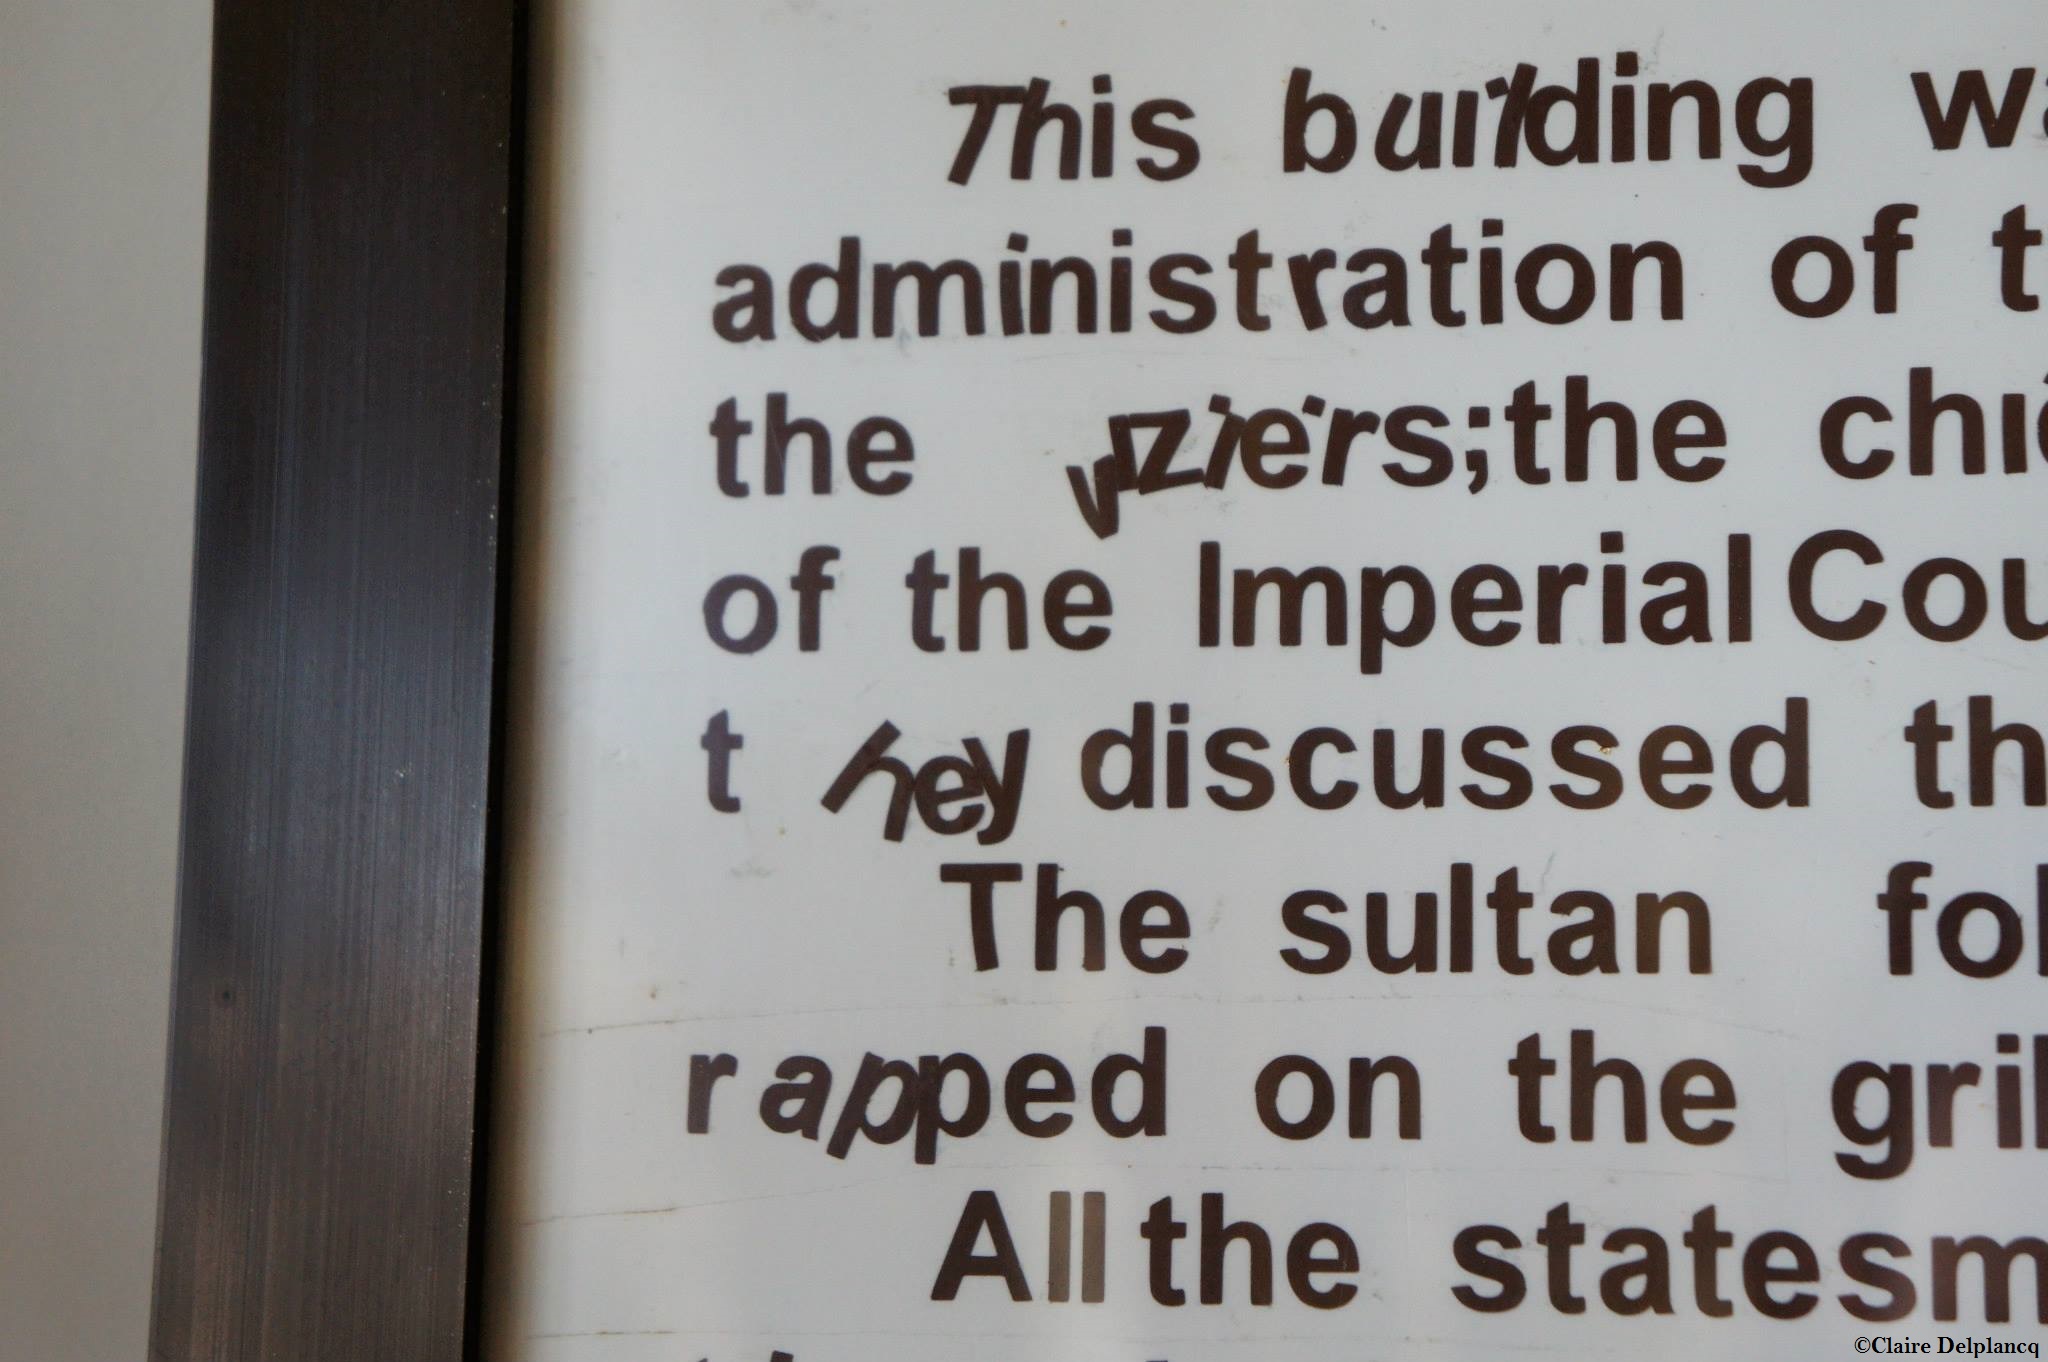 This building wa
administration of t
the viziers;the chie
of the Imperial Cou
t hey discussed th
The sultan fol
rapped on the gril
All the statesm
©Claire Delplancq